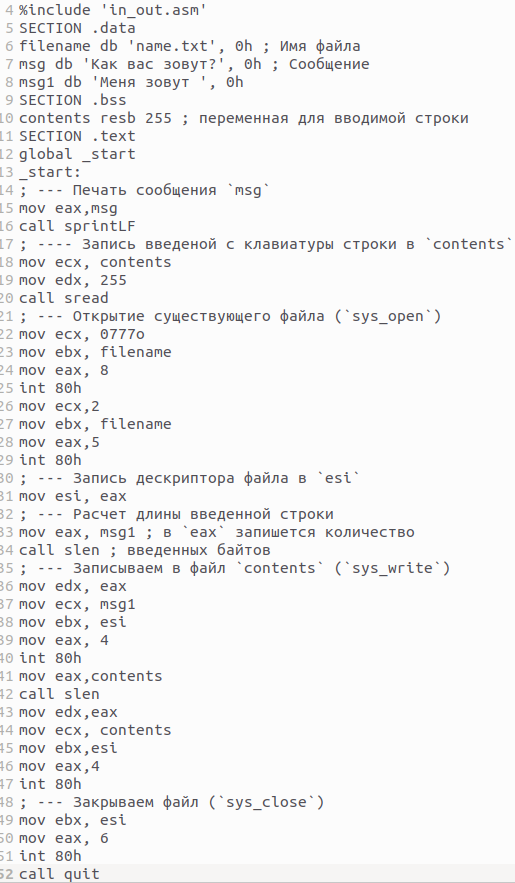 4 %include 'in_out.asm'
5 SECTION .data
6 filename db 'name.txt', 0h ; Имя файла
7 msg db 'Как вас зовут?', 0h ; Сообщение
8 msg1 db 'Меня зовут ', 0h
9 SECTION .bss
10 contents resb 255 ; переменная для вводимой строки
11 SECTION .text
12 global _start
13 _start:
14 ; --- Печать сообщения `msg`
15 mov eax,msg
16 call sprintLF
17 ; ---- Запись введеной с клавиатуры строки в `contents`
18 mov ecx, contents
19 mov edx, 255
20 call sread
21 ; --- Открытие существующего файла (`sys_open`)
22 mov ecx, 0777o
23 mov ebx, filename
24 mov eax, 8
25 int 80h
26 mov ecx,2
27 mov ebx, filename
28 mov eax,5
29 int 80h
30 ; --- Запись дескриптора файла в `esi`
31 mov esi, eax
32 ; --- Расчет длины введенной строки
33 mov eax, msg1 ; в `eax` запишется количество
34 call slen ; введенных байтов
35 ; --- Записываем в файл `contents` (`sys_write`)
36 mov edx, eax
37 mov ecx, msg1
38 mov ebx, esi
39 mov eax, 4
40 int 80h
41 mov eax,contents
42 call slen
43 mov edx,eax
44 mov ecx, contents
45 mov ebx,esi
46 mov eax,4
47 int 80h
48 ; --- Закрываем файл (`sys_close`)
49 mov ebx, esi
50 mov eax, 6
51 int 80h
52 call quit